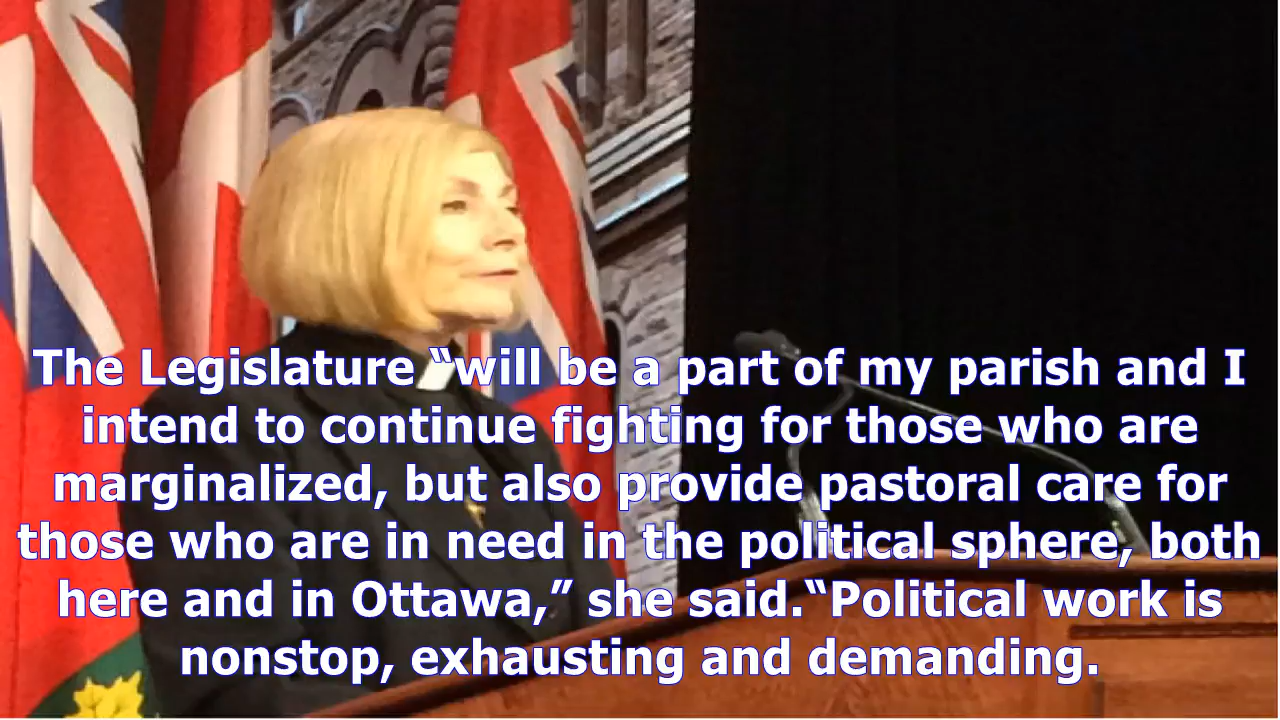 The Legislature “will be a part of my parish and I
intend to continue fighting for those who are
marginalized, but also provide pastoral care for
those who are in need in the political sphere, both
here and in Ottawa,” she said.“Political work is
nonstop, exhausting and demanding.